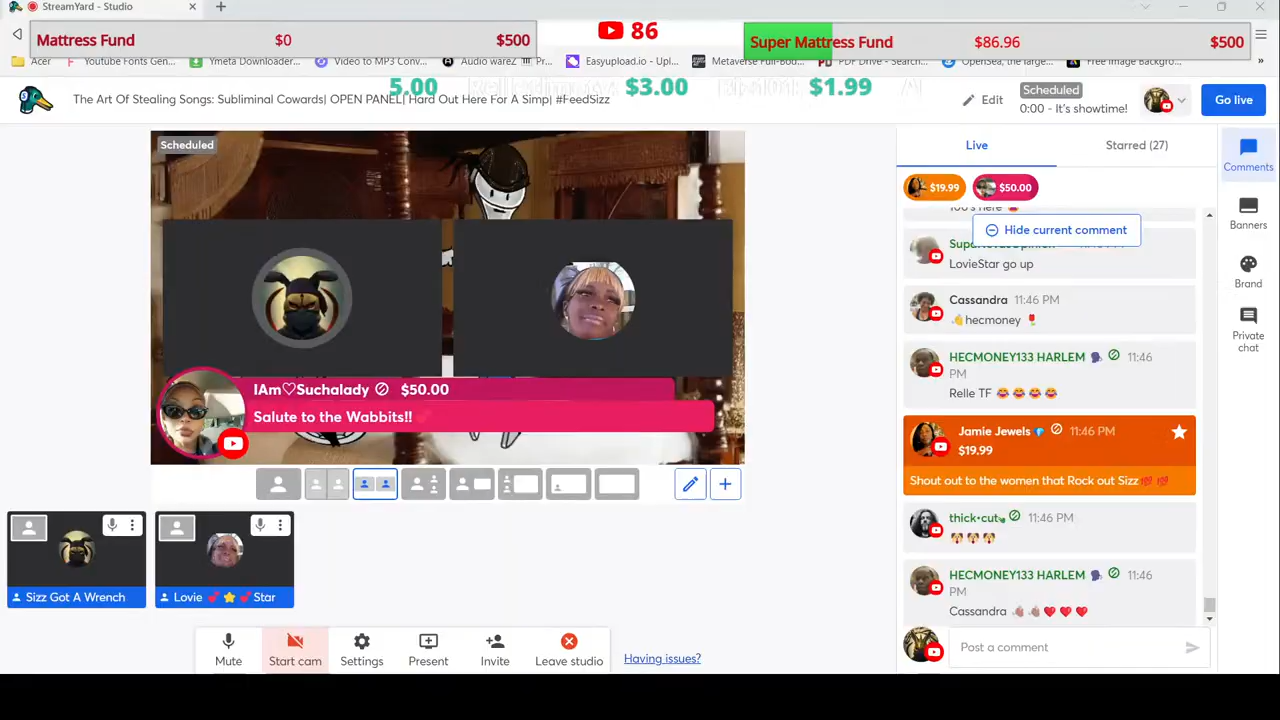 StreamYard - Studio
Mattress Fund $0 $500
86
Super Mattress Fund $86.96 $500
Acer
Youtube Fonts Gen...
Ymeta Downloader...
Video to MP3 Conv...
Audio wareZ
Easyupload.io - Upl...
Metaverse Full-Bod...
PDF Drive - Search...
OpenSea, the large...
Free Image Backgro...
»
5.00
$3.00
$1.99
The Art Of Stealing Songs: Subliminal Cowards| OPEN PANEL| Hard Out Here For A Simp| #FeedSizz
Edit
Scheduled
0:00 - It's showtime!
Go live
Scheduled
IAm♡Suchalady $50.00
Salute to the Wabbits!!
Sizz Got A Wrench
Lovie 💕 ⭐ 💕 Star
Mute
Start cam
Settings
Present
Invite
Leave studio
Having issues?
Live
Starred (27)
$19.99
$50.00
Hide current comment
LovieStar go up
Cassandra 11:46 PM
hecmoney 🌹
HECMONEY133 HARLEM 🗣 11:46
PM
Relle TF 😂 😂 😂 😂
Jamie Jewels 💎 11:46 PM
$19.99
Shout out to the women that Rock out Sizz💯 💯
thick•cut 11:46 PM
HECMONEY133 HARLEM 🗣 11:46
PM
Cassandra 👏🏽 👏🏽 ♥ ♥ ♥
Post a comment
Comments
Banners
Brand
Private
chat